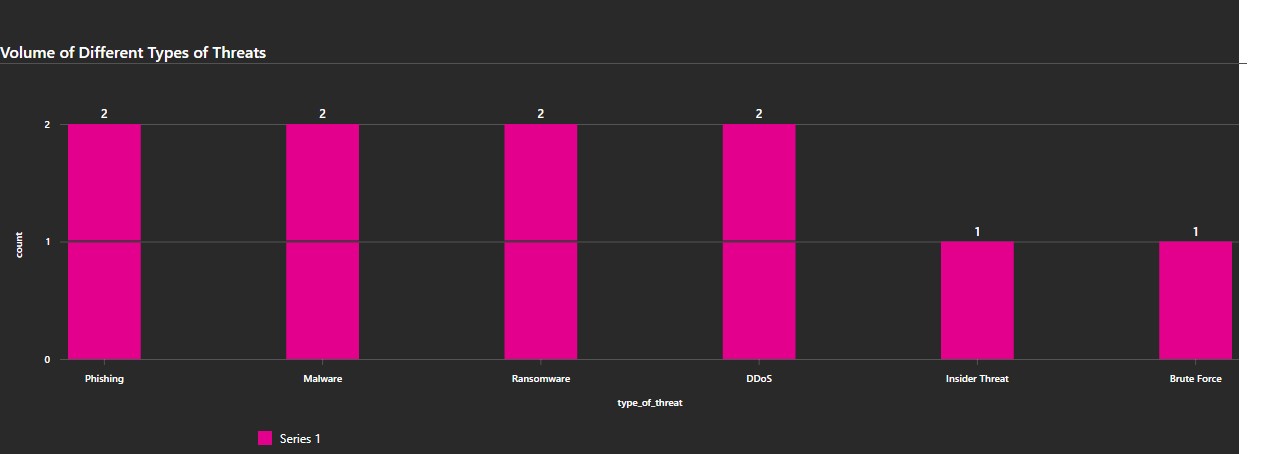 Volume of Different Types of Threats
2 2 2 2
2
1 1
count
1
0
Phishing Malware Ransomware DDoS Insider Threat Brute Force
type_of_threat
Series 1